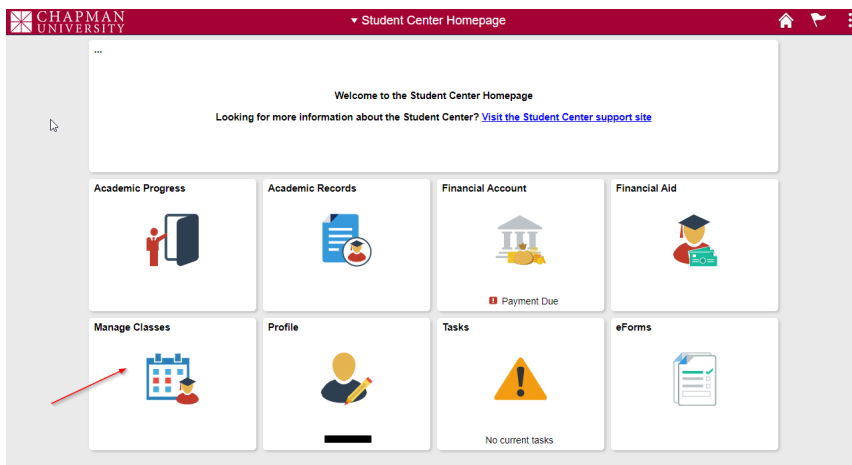 CHAPMAN
UNIVERSITY
Student Center Homepage
...
Welcome to the Student Center Homepage
Looking for more information about the Student Center? Visit the Student Center support site
Academic Progress
Academic Records
Financial Account
Payment Due
Financial Aid
Manage Classes
Profile
Tasks
No current tasks
eForms